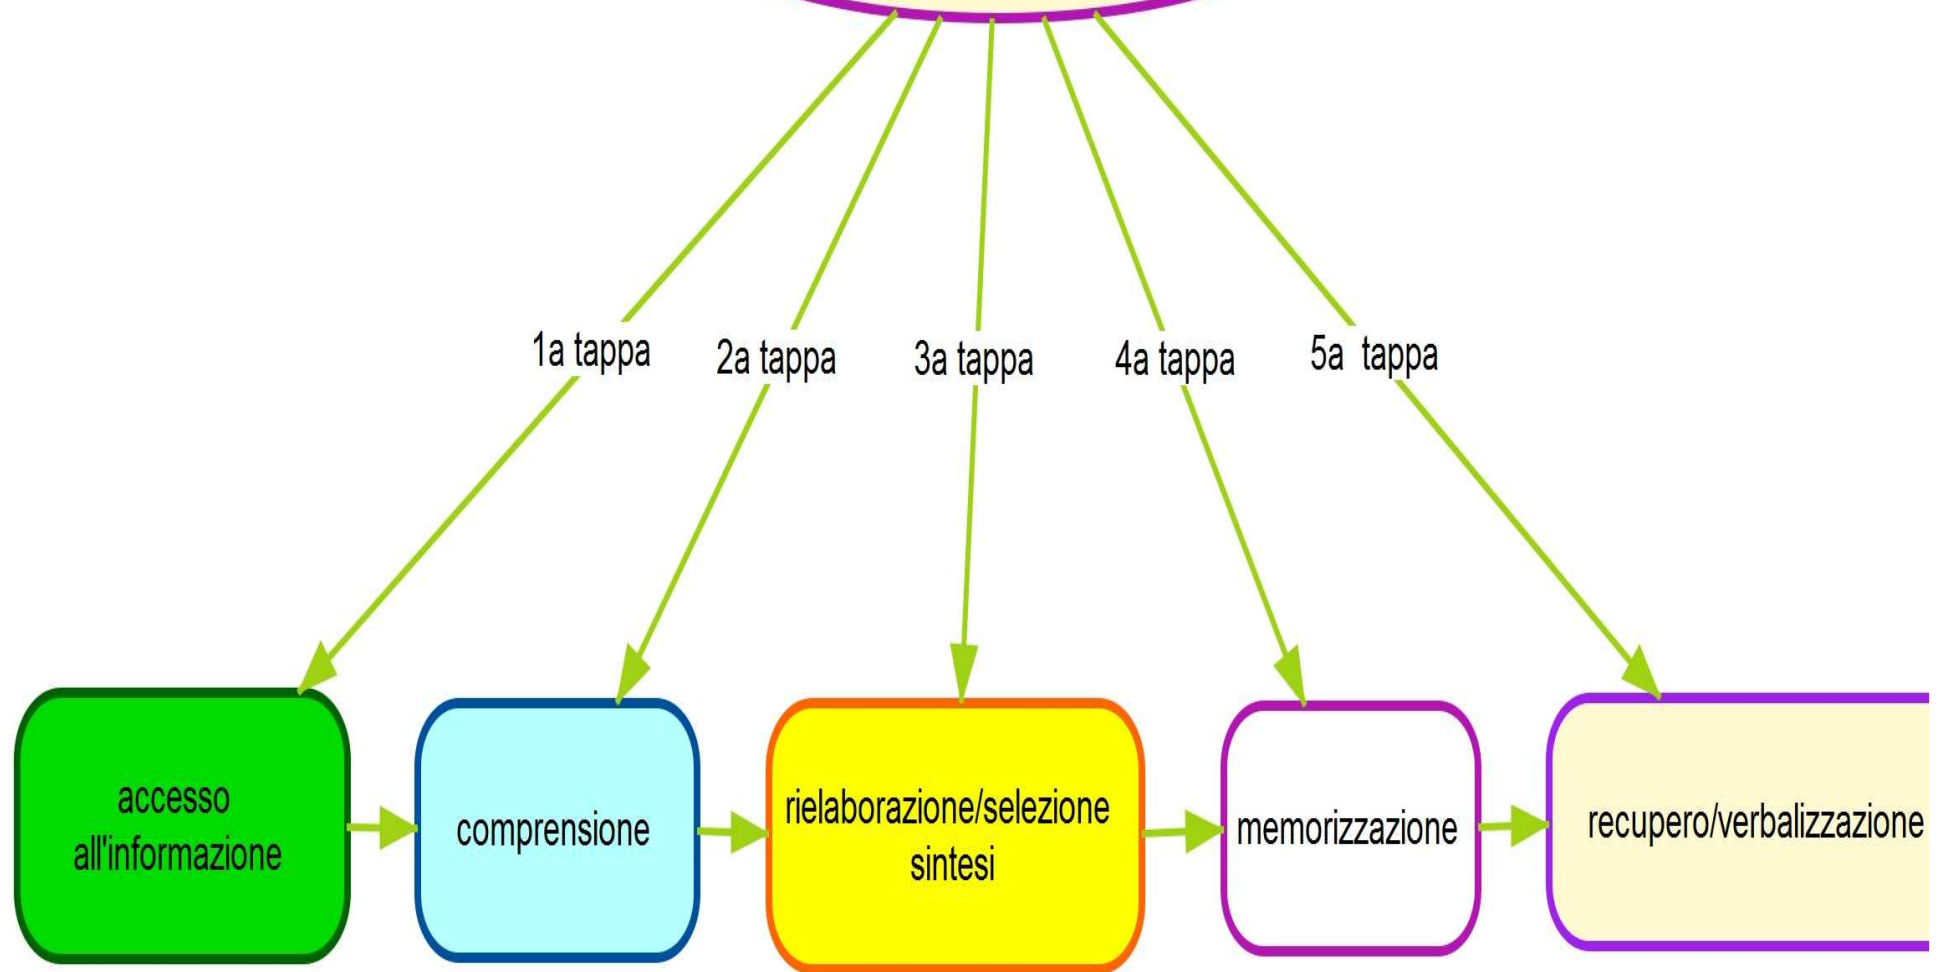 1a tappa
2a tappa
3a tappa
4a tappa
5a  tappa
accesso
all'informazione
comprensione
rielaborazione/selezione
sintesi
memorizzazione
recupero/verbalizzazione